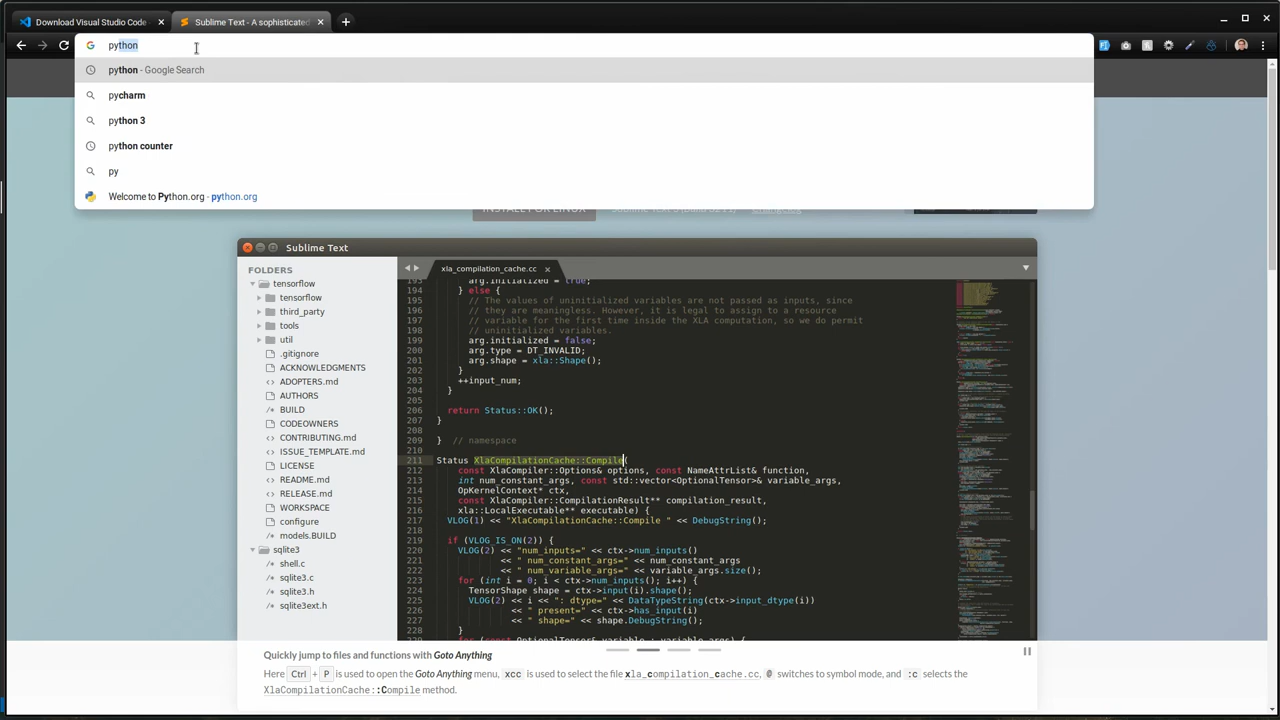 Download Visual Studio Code
Sublime Text - A sophisticated
python
python - Google Search
pycharm
python 3
python counter
py
Welcome to Python.org - python.org
INSTALL FOR LINUX
Sublime Text
FOLDERS
tensorflow
tensorflow
third_party
tools
util
.gitignore
ACKNOWLEDGMENTS
ADOPTERS.md
AUTHORS
BUILD
CODEOWNERS
CONTRIBUTING.md
ISSUE_TEMPLATE.md
LICENSE
README.md
RELEASE.md
WORKSPACE
configure
models.BUILD
sqlite3
shell.c
sqlite3.c
sqlite3.h
sqlite3ext.h
xla_compilation_cache.cc
193 arg.initialized = true;
194 } else {
195 // The values of uninitialized variables are not passed as inputs, since
196 // they are meaningless. However, it is legal to assign to a resource
197 // variable for the first time inside the XLA computation, so we do permit
198 // uninitialized variables.
199 arg.initialized = false;
200 arg.type = DT_INVALID;
201 arg.shape = xla::Shape();
202 }
203 ++input_num;
204 }
205
206 return Status::OK();
207 }
208
209 } // namespace
210
211 Status XlaCompilationCache::Compile(
212 const XlaCompiler::Options& options, const NameAttrList& function,
213 int num_constant_args, const std::vector<OptionalTensor>& variable_args,
214 OpKernelContext* ctx,
215 const XlaCompiler::CompilationResult** compilation_result,
216 xla::LocalExecutable** executable) {
217 VLOG(1) << "XlaCompilationCache::Compile " << DebugString();
218
219 if (VLOG_IS_ON(2)) {
220 VLOG(2) << "num_inputs=" << ctx->num_inputs()
221 << " num_constant_args=" << num_constant_args
222 << " num_variable_args=" << variable_args.size();
223 for (int i = 0; i < ctx->num_inputs(); i++) {
224 TensorShape shape = ctx->input(i).shape();
225 VLOG(2) << i << ": dtype=" << DataTypeString(ctx->input_dtype(i))
226 << " present=" << ctx->has_input(i)
227 << " shape=" << shape.DebugString();
228 }
229 for (const OptionalTensor& variable : variable_args) {
Quickly jump to files and functions with Goto Anything
Here Ctrl + P is used to open the Goto Anything menu, xcc is used to select the file xla_compilation_cache.cc, @ switches to symbol mode, and :c selects the
XlaCompilationCache::Compile method.